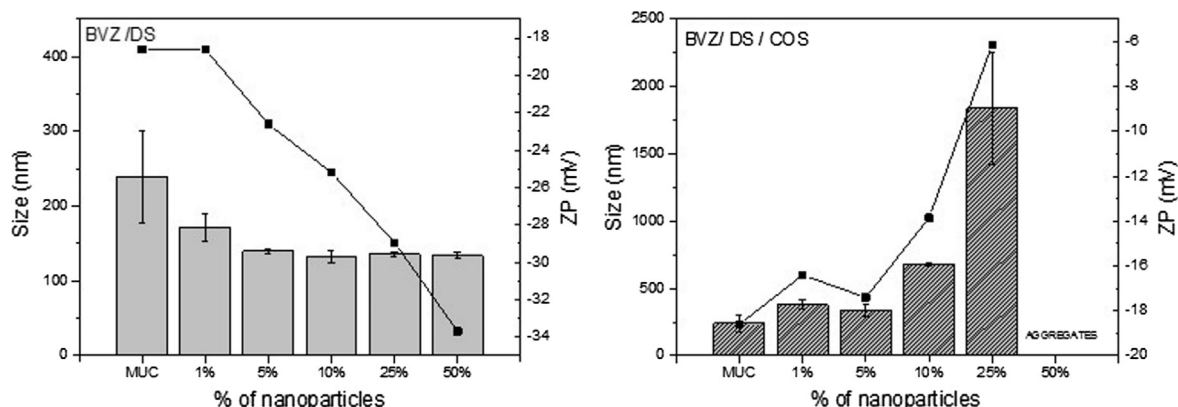 BVZ /DS
Size (nm)
400
300
200
100
0
-18
-20
-22
-24
-26
-28
-30
-32
-34
ZP (mV)
MUC 1% 5% 10% 25% 50%
% of nanoparticles
BVZ/ DS / COS
Size (nm)
2500
2000
1500
1000
500
0
-6
-8
-10
-12
-14
-16
-18
-20
ZP (mV)
AGGREGATES
MUC 1% 5% 10% 25% 50%
% of nanoparticles